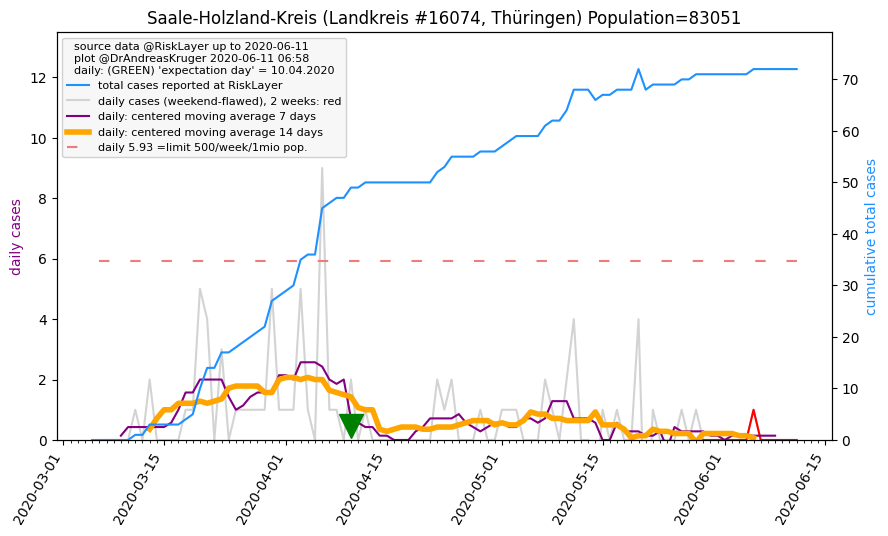 Saale-Holzland-Kreis (Landkreis #16074, Thüringen) Population=83051
source data @RiskLayer up to 2020-06-11
plot @DrAndreasKruger 2020-06-11 06:58
daily: (GREEN) 'expectation day' = 10.04.2020
total cases reported at RiskLayer
daily cases (weekend-flawed), 2 weeks: red
daily: centered moving average 7 days
daily: centered moving average 14 days
daily 5.93 =limit 500/week/1mio pop.
daily cases
12
10
8
6
4
2
0
cumulative total cases
70
60
50
40
30
20
10
0
2020-03-01
2020-03-15
2020-04-01
2020-04-15
2020-05-01
2020-05-15
2020-06-01
2020-06-15